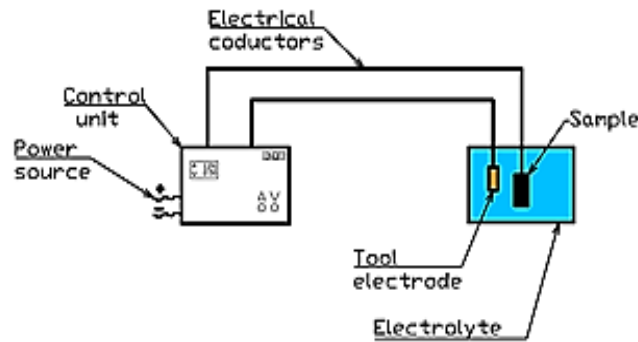 Electrical
coductors
Control
unit
Power
source
+
=
A V
Sample
Tool
electrode
Electrolyte